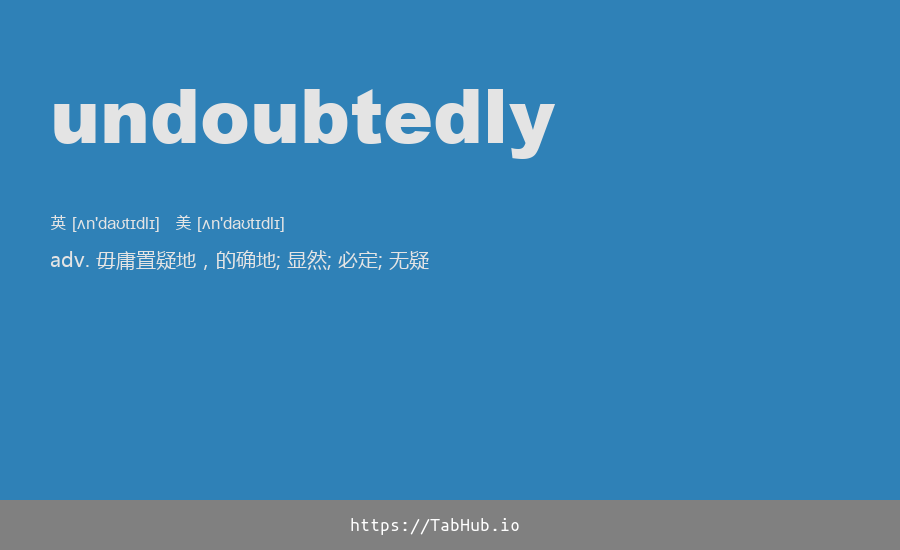 undoubtedly
英 [ʌn'daʊtɪdlɪ] 美 [ʌn'daʊtɪdlɪ]
adv. 毋庸置疑地，的确地; 显然; 必定; 无疑
https://TabHub.io